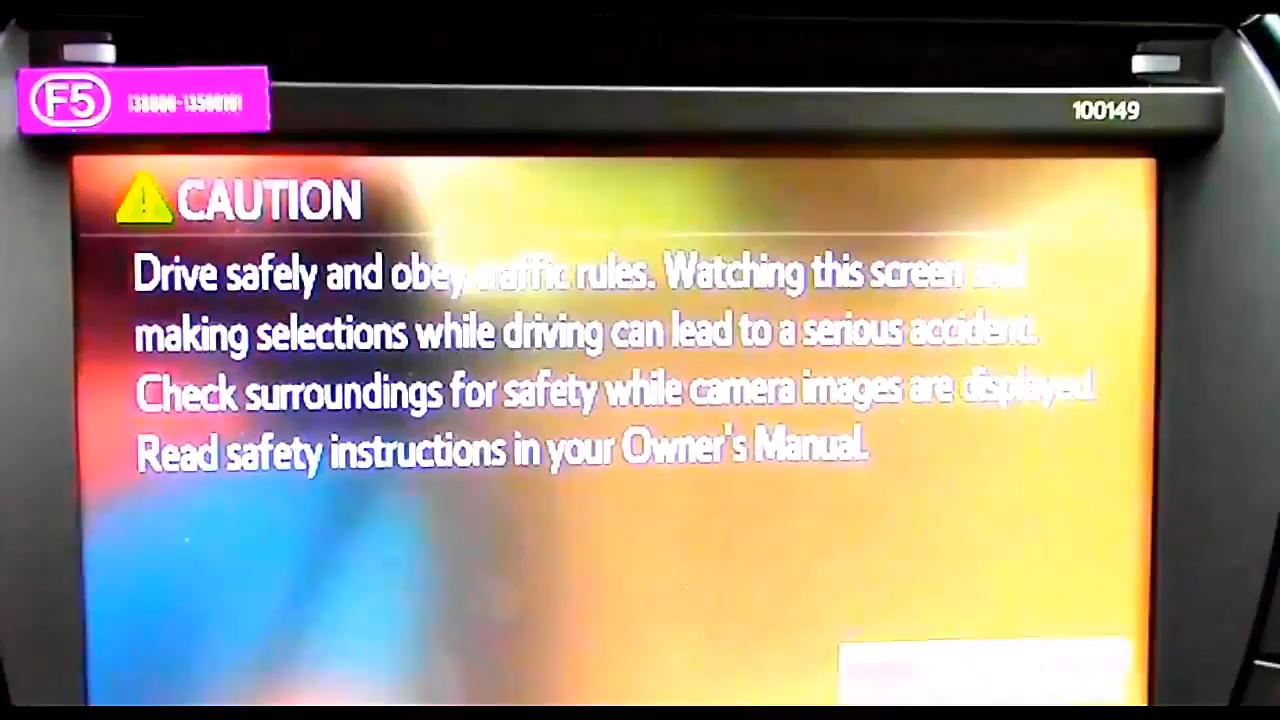 F5
100149
CAUTION
Drive safely and obey traffic rules. Watching this screen and
making selections while driving can lead to a serious accident.
Check surroundings for safety while camera images are displayed.
Read safety instructions in your Owner's Manual.